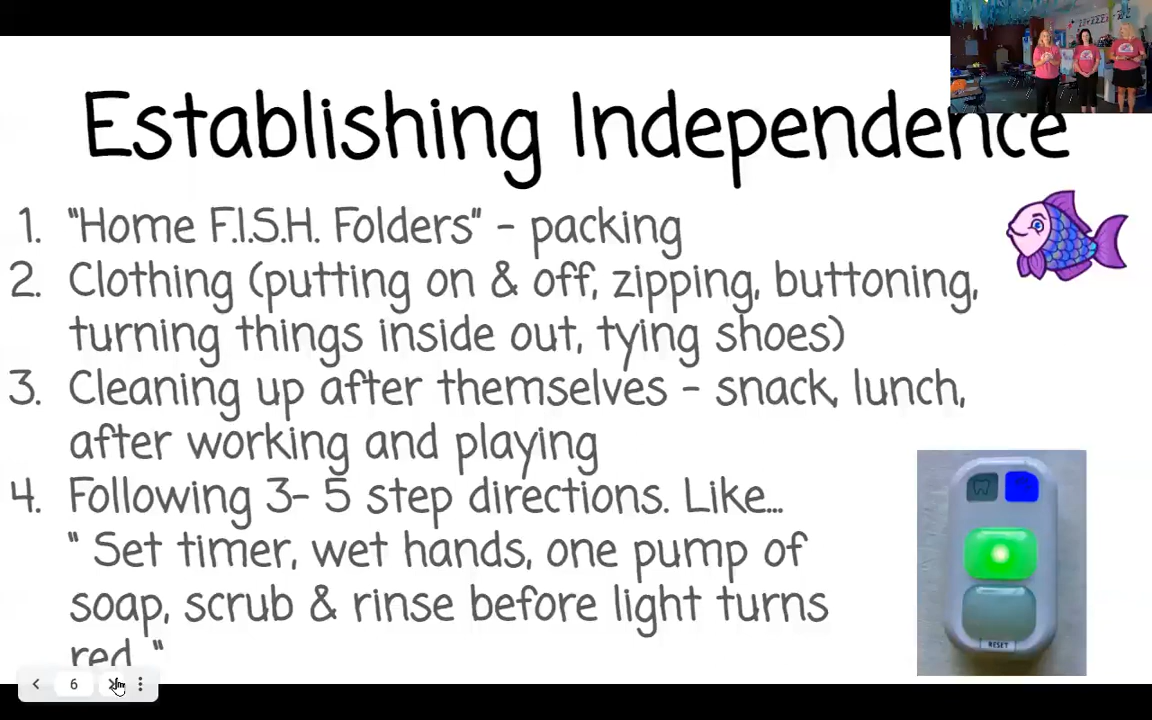 Establishing Independence
1. "Home F.I.S.H. Folders" - packing
2. Clothing (putting on & off, zipping, buttoning,
turning things inside out, tying shoes)
3. Cleaning up after themselves - snack, lunch,
after working and playing
4. Following 3- 5 step directions. Like...
" Set timer, wet hands, one pump of
soap, scrub & rinse before light turns
red. "
RESET
6